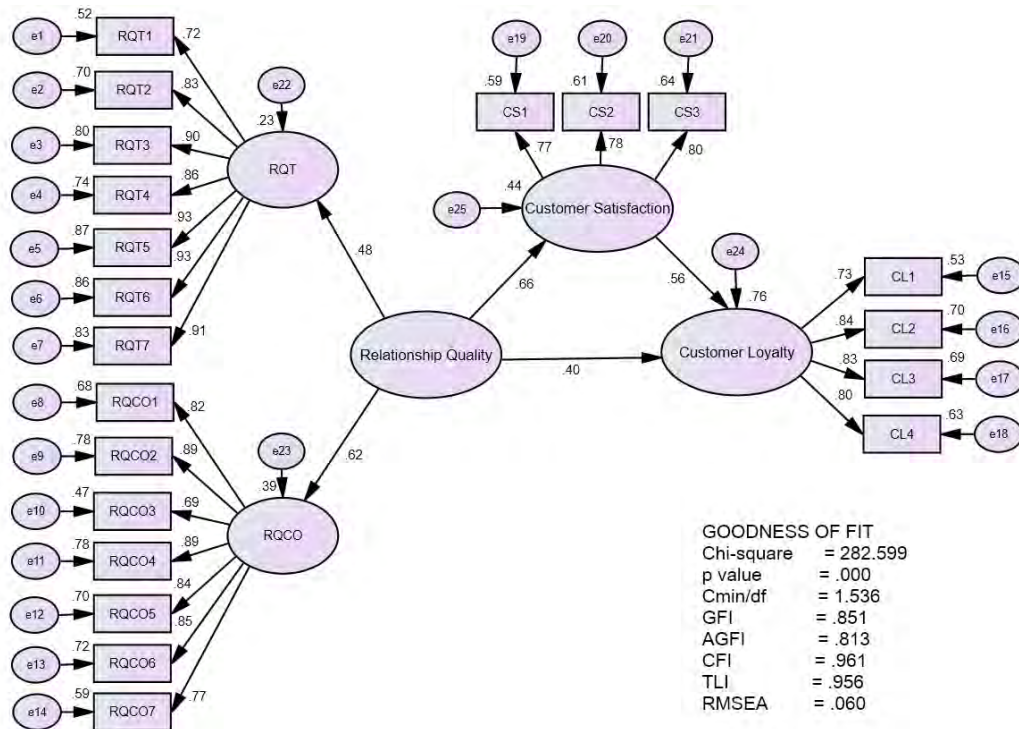 e1
.52
RQT1
.72
e2
.70
RQT2
.83
e3
.80
RQT3
.90
e4
.74
RQT4
.86
e5
.87
RQT5
.93
e6
.86
RQT6
.93
e7
.83
RQT7
.91
e22
.23
RQT
.48
e8
.68
RQCO1
.82
e9
.78
RQCO2
.89
e10
.47
RQCO3
.69
e11
.78
RQCO4
.89
e12
.70
RQCO5
.84
e13
.72
RQCO6
.85
e14
.59
RQCO7
.77
e23
.39
RQCO
.62
Relationship Quality
.66
.40
e19
e20
e21
.59
.61
.64
CS1
CS2
CS3
.77
.78
.80
e25
.44
Customer Satisfaction
.56
e24
.76
Customer Loyalty
.73
CL1
.53
e15
.84
CL2
.70
e16
.83
CL3
.69
e17
.80
CL4
.63
e18
GOODNESS OF FIT
Chi-square = 282.599
p value = .000
Cmin/df = 1.536
GFI = .851
AGFI = .813
CFI = .961
TLI = .956
RMSEA = .060